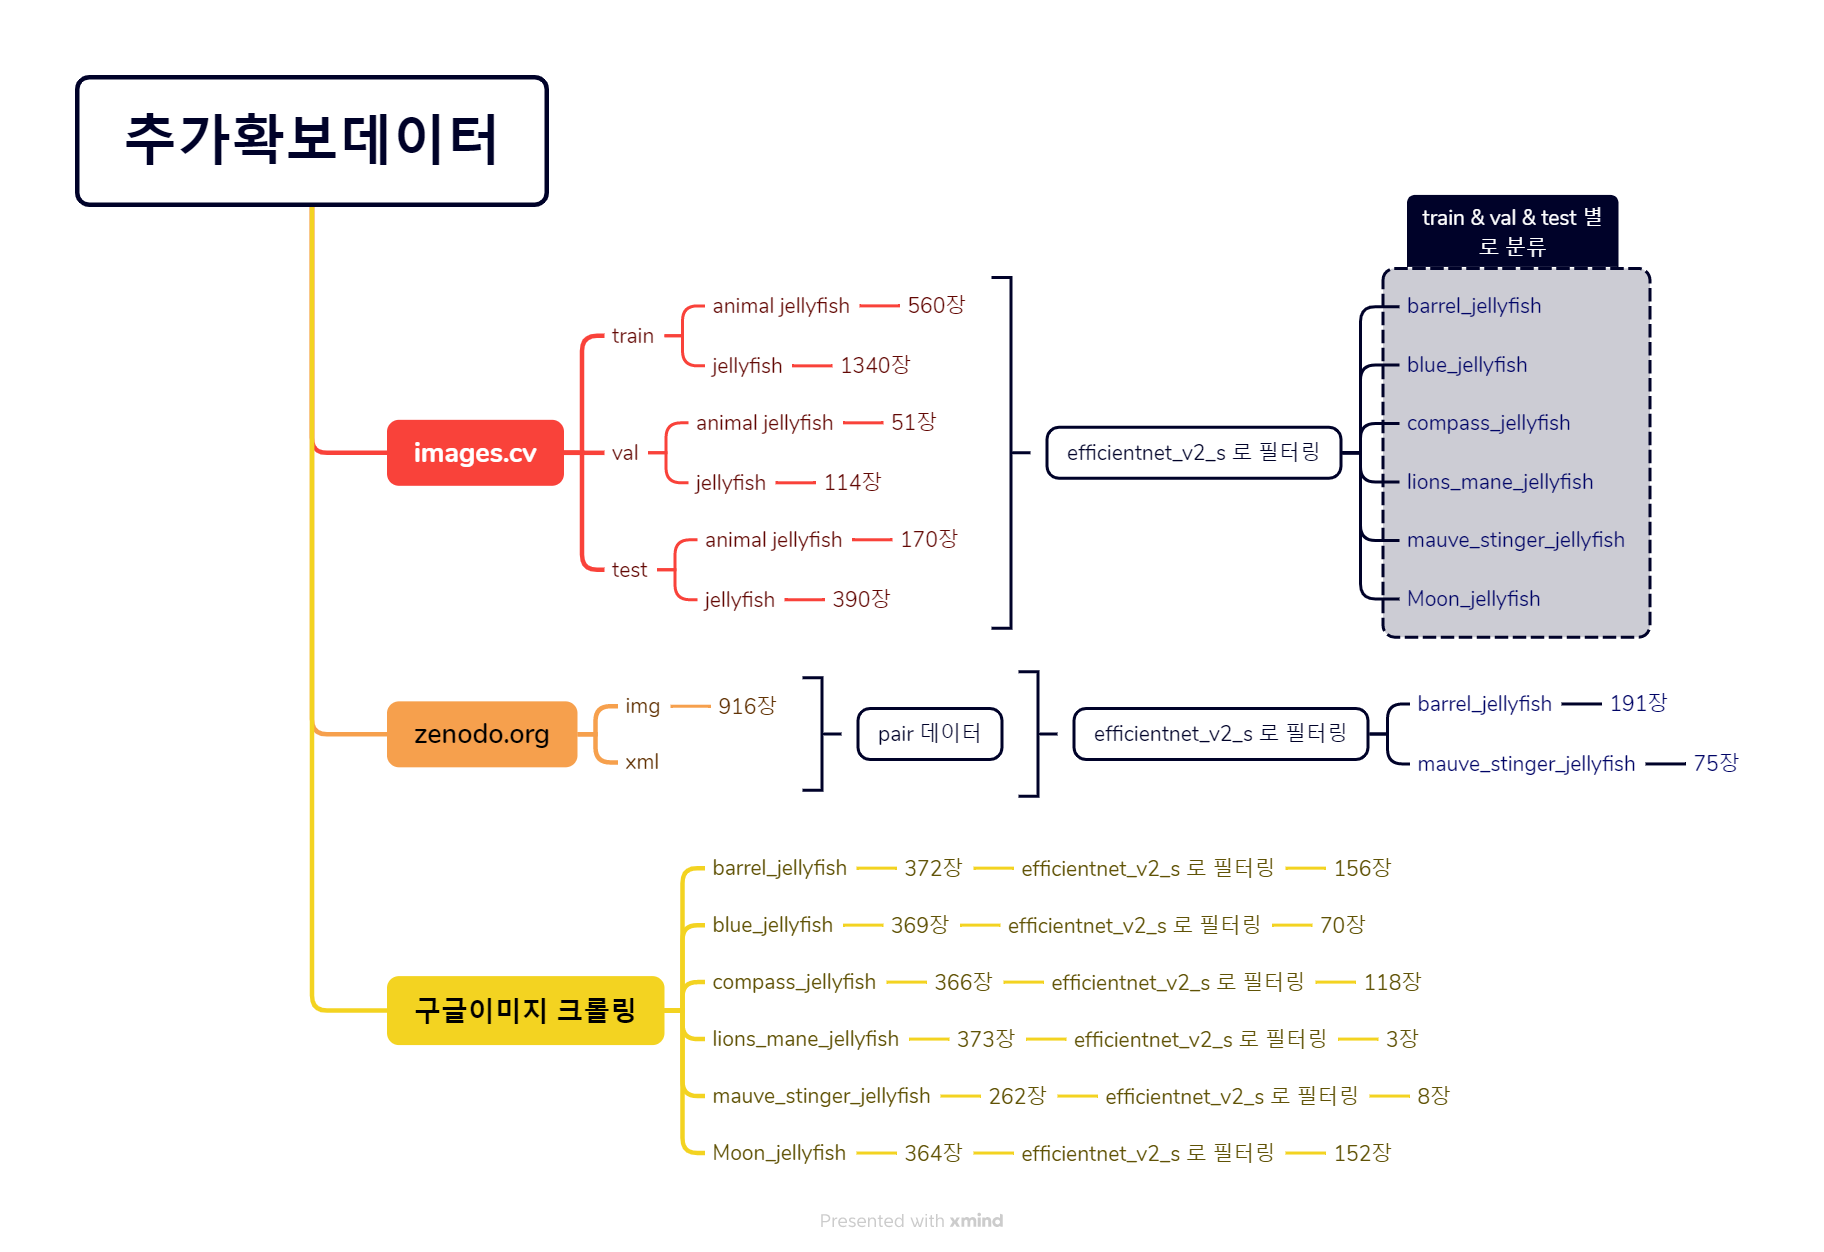 추가확보데이터
train & val & test 별
로 분류
images.cv
train
animal jellyfish
560장
jellyfish
1340장
val
animal jellyfish
51장
jellyfish
114장
test
animal jellyfish
170장
jellyfish
390장
efficientnet_v2_s 로 필터링
barrel_jellyfish
blue_jellyfish
compass_jellyfish
lions_mane_jellyfish
mauve_stinger_jellyfish
Moon_jellyfish
zenodo.org
img
916장
xml
pair 데이터
efficientnet_v2_s 로 필터링
barrel_jellyfish
191장
mauve_stinger_jellyfish
75장
구글이미지 크롤링
barrel_jellyfish
372장
efficientnet_v2_s 로 필터링
156장
blue_jellyfish
369장
efficientnet_v2_s 로 필터링
70장
compass_jellyfish
366장
efficientnet_v2_s 로 필터링
118장
lions_mane_jellyfish
373장
efficientnet_v2_s 로 필터링
3장
mauve_stinger_jellyfish
262장
efficientnet_v2_s 로 필터링
8장
Moon_jellyfish
364장
efficientnet_v2_s 로 필터링
152장
Presented with xmind